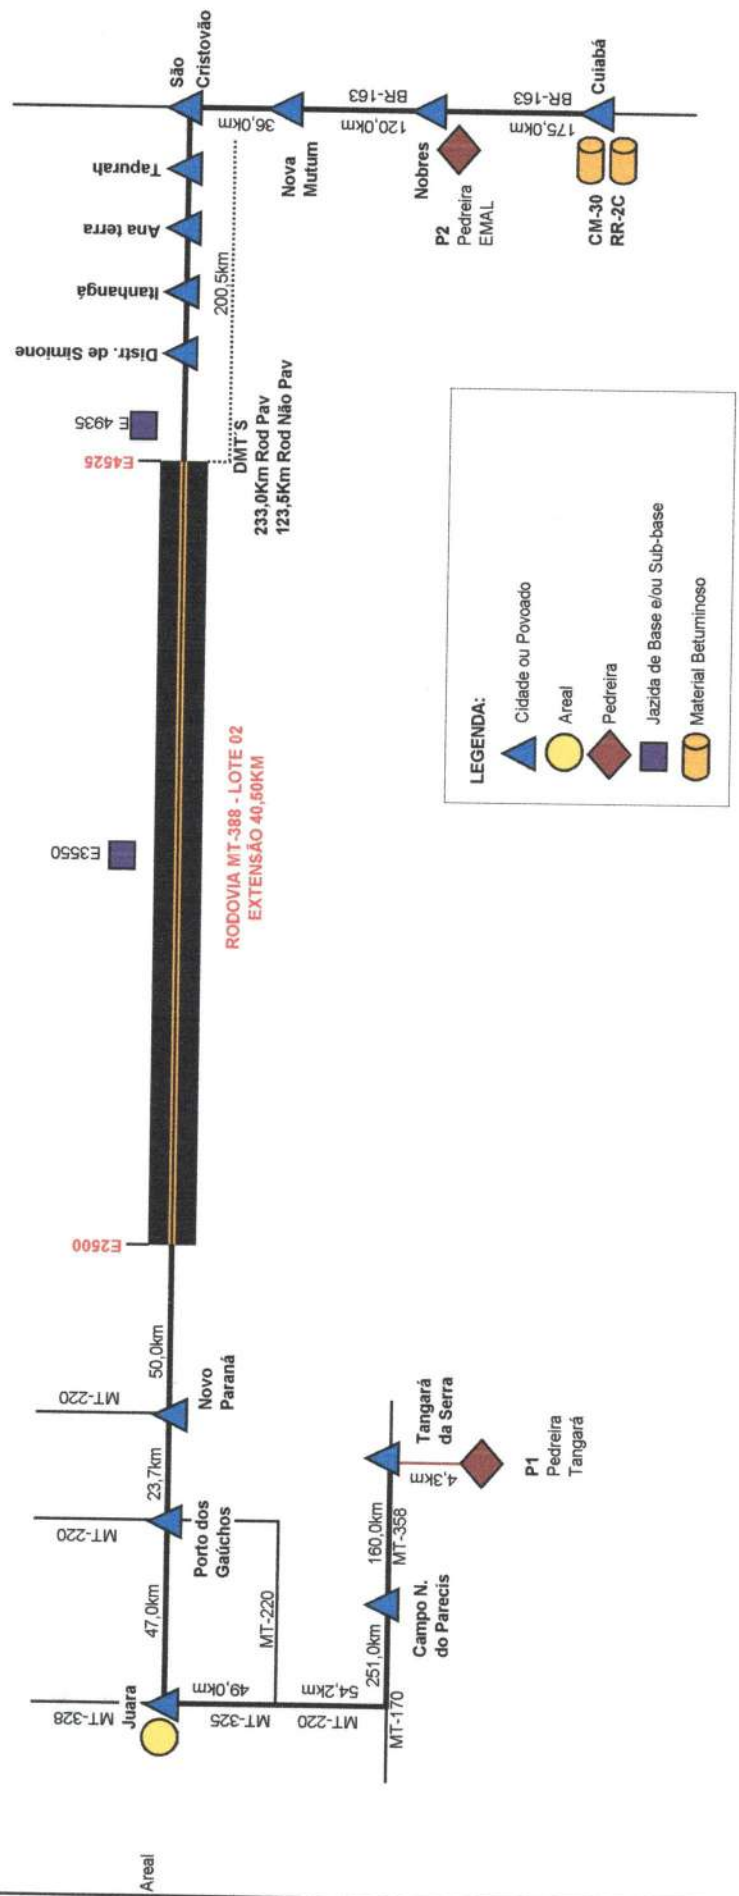 Areal
MT-328
Juara
47,0km
MT-220
Porto dos
Gaúchos
23,7km
MT-220
Novo
Paraná
50,0km
49,0km
MT-325
MT-220
54,2km
MT-220
MT-170
251,0km
Campo N.
do Parecis
160,0km
MT-358
Tangará
da Serra
4,3km
P1
Pedreira
Tangará
E2500
E3550
RODOVIA MT-388 - LOTE 02
EXTENSÃO 40,50KM
E4525
E 4935
DMT´S
233,0Km Rod Pav
123,5Km Rod Não Pav
200,5km
Distr. de Simione
Itanhangá
Ana terra
Tapurah
São
Cristovão
36,0km
Nova
Mutum
120,0km
BR-163
Nobres
P2
Pedreira
EMAL
175,0km
BR-163
Cuiabá
CM-30
RR-2C
LEGENDA:
Cidade ou Povoado
Areal
Pedreira
Jazida de Base e/ou Sub-base
Material Betuminoso